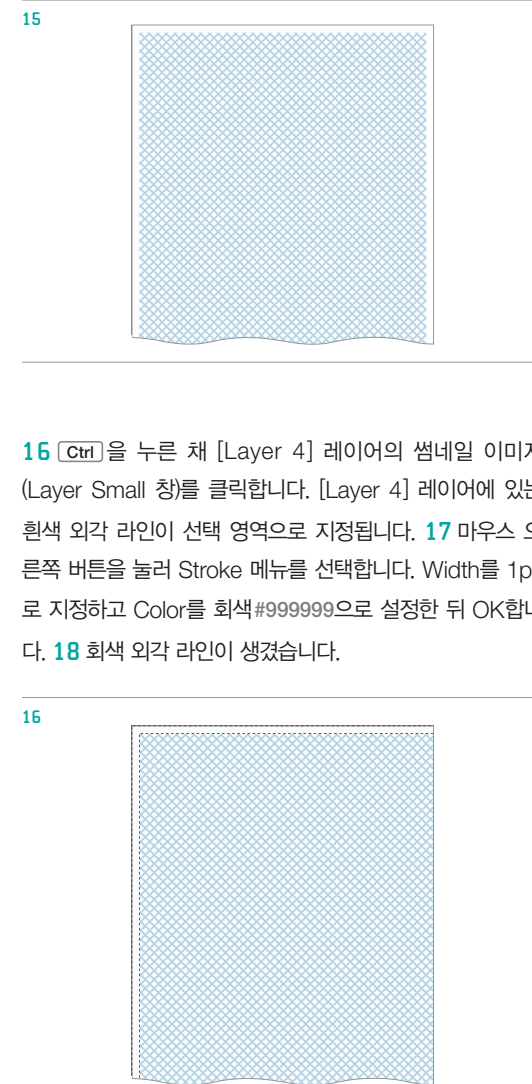 15
16 Ctrl 을 누른 채 [Layer 4] 레이어의 썸네일 이미지
(Layer Small 창)를 클릭합니다. [Layer 4] 레이어에 있는
흰색 외각 라인이 선택 영역으로 지정됩니다. 17 마우스 오
른쪽 버튼을 눌러 Stroke 메뉴를 선택합니다. Width를 1p
로 지정하고 Color를 회색#999999으로 설정한 뒤 OK합니
다. 18 회색 외각 라인이 생겼습니다.
16